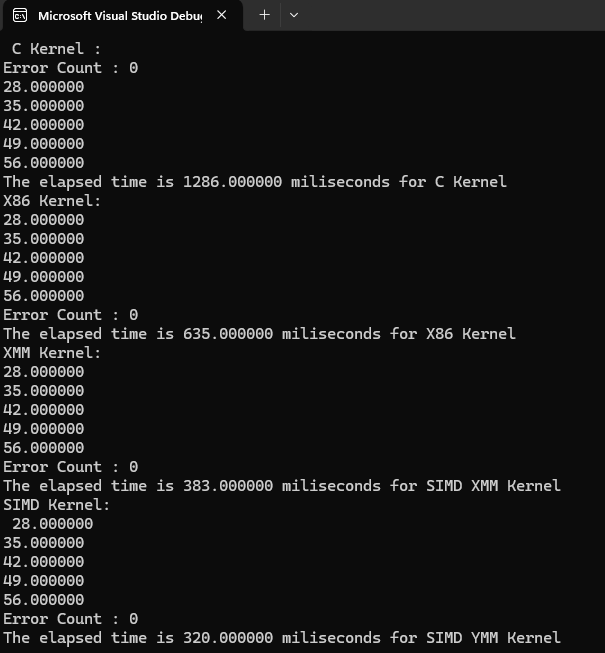 Microsoft Visual Studio Debug
C Kernel :
Error Count : 0
28.000000
35.000000
42.000000
49.000000
56.000000
The elapsed time is 1286.000000 miliseconds for C Kernel
X86 Kernel:
28.000000
35.000000
42.000000
49.000000
56.000000
Error Count : 0
The elapsed time is 635.000000 miliseconds for X86 Kernel
XMM Kernel:
28.000000
35.000000
42.000000
49.000000
56.000000
Error Count : 0
The elapsed time is 383.000000 miliseconds for SIMD XMM Kernel
SIMD Kernel:
28.000000
35.000000
42.000000
49.000000
56.000000
Error Count : 0
The elapsed time is 320.000000 miliseconds for SIMD YMM Kernel